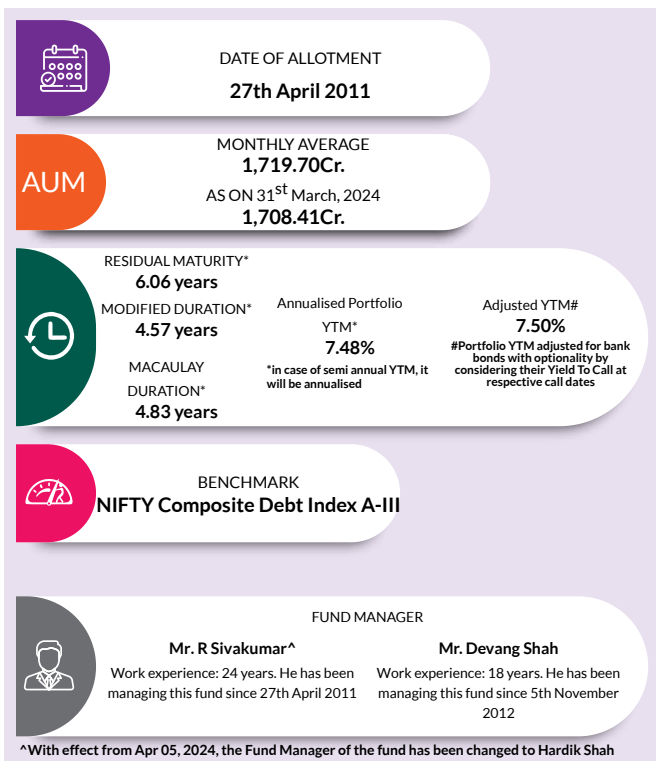 DATE OF ALLOTMENT
27th April 2011
AUM
MONTHLY AVERAGE
1,719.70Cr.
AS ON 31st March, 2024
1,708.41Cr.
RESIDUAL MATURITY*
6.06 years
MODIFIED DURATION*
4.57 years
MACAULAY
DURATION*
4.83 years
Annualised Portfolio
YTM*
7.48%
*in case of semi annual YTM, it
will be annualised
Adjusted YTM#
7.50%
#Portfolio YTM adjusted for bank
bonds with optionality by
considering their Yield To Call at
respective call dates
BENCHMARK
NIFTY Composite Debt Index A-III
FUND MANAGER
Mr. R Sivakumar^
Work experience: 24 years. He has been
managing this fund since 27th April 2011
Mr. Devang Shah
Work experience: 18 years. He has been
managing this fund since 5th November
2012
^With effect from Apr 05, 2024, the Fund Manager of the fund has been changed to Hardik Shah